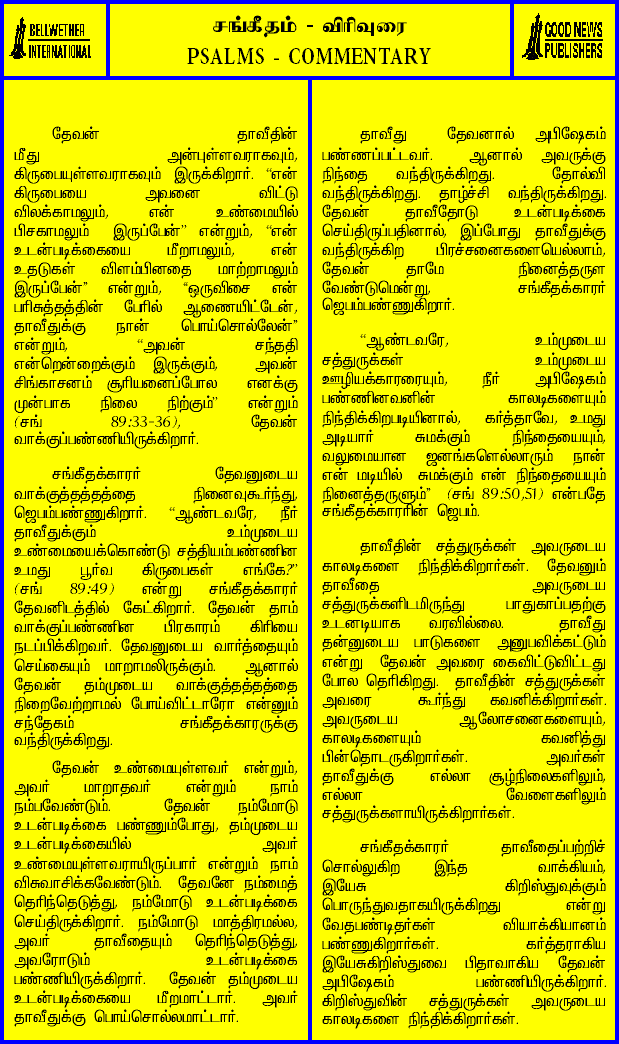 BELLWETHER
INTERNATIONAL
சங்கீதம் - விரிவுரை
PSALMS - COMMENTARY
GOOD NEWS
PUBLISHERS
தேவன் தாவீதின்
மீது அன்புள்ளவராகவும்,
கிருபையுள்ளவராகவும் இருக்கிறார். “என்
கிருபையை அவனை விட்டு
விலக்காமலும், என் உண்மையில்
பிசகாமலும் இருப்பேன்” என்றும், “என்
உடன்படிக்கையை மீறாமலும், என்
உதடுகள் விளம்பினதை மாற்றாமலும்
இருப்பேன்” என்றும், “ஒருவிசை என்
பரிசுத்தத்தின் பேரில் ஆணையிட்டேன்,
தாவீதுக்கு நான் பொய்சொல்லேன்”
என்றும், “அவன் சந்ததி
என்றென்றைக்கும் இருக்கும், அவன்
சிங்காசனம் சூரியனைப்போல எனக்கு
முன்பாக நிலை நிற்கும்” என்றும்
(சங் 89:33-36), தேவன்
வாக்குப்பண்ணியிருக்கிறார்.
சங்கீதக்காரர் தேவனுடைய
வாக்குத்தத்தத்தை நினைவுகூர்ந்து,
ஜெபம்பண்ணுகிறார். “ஆண்டவரே, நீர்
தாவீதுக்கும் உம்முடைய
உண்மையைக்கொண்டு சத்தியம்பண்ணின
உமது பூர்வ கிருபைகள் எங்கே?”
(சங் 89:49) என்று சங்கீதக்காரர்
தேவனிடத்தில் கேட்கிறார். தேவன் தாம்
வாக்குப்பண்ணின பிரகாரம் கிரியை
நடப்பிக்கிறவர். தேவனுடைய வார்த்தையும்
செய்கையும் மாறாமலிருக்கும். ஆனால்
தேவன் தம்முடைய வாக்குத்தத்தத்தை
நிறைவேற்றாமல் போய்விட்டாரோ என்னும்
சந்தேகம் சங்கீதக்காரருக்கு
வந்திருக்கிறது.
தேவன் உண்மையுள்ளவர் என்றும்,
அவர் மாறாதவர் என்றும் நாம்
நம்பவேண்டும். தேவன் நம்மோடு
உடன்படிக்கை பண்ணும்போது, தம்முடைய
உடன்படிக்கையில் அவர்
உண்மையுள்ளவராயிருப்பார் என்றும் நாம்
விசுவாசிக்கவேண்டும். தேவனே நம்மைத்
தெரிந்தெடுத்து, நம்மோடு உடன்படிக்கை
செய்திருக்கிறார். நம்மோடு மாத்திரமல்ல,
அவர் தாவீதையும் தெரிந்தெடுத்து,
அவரோடும் உடன்படிக்கை
பண்ணியிருக்கிறார். தேவன் தம்முடைய
உடன்படிக்கையை மீறமாட்டார். அவர்
தாவீதுக்கு பொய்சொல்லமாட்டார்.
தாவீது தேவனால் அபிஷேகம்
பண்ணப்பட்டவர். ஆனால் அவருக்கு
நிந்தை வந்திருக்கிறது. தோல்வி
வந்திருக்கிறது. தாழ்ச்சி வந்திருக்கிறது.
தேவன் தாவீதோடு உடன்படிக்கை
செய்திருப்பதினால், இப்போது தாவீதுக்கு
வந்திருக்கிற பிரச்சனைகளையெல்லாம்,
தேவன் தாமே நினைத்தருள
வேண்டுமென்று, சங்கீதக்காரர்
ஜெபம்பண்ணுகிறார்.
“ஆண்டவரே, உம்முடைய
சத்துருக்கள் உம்முடைய
ஊழியக்காரரையும், நீர் அபிஷேகம்
பண்ணினவனின் காலடிகளையும்
நிந்திக்கிறபடியினால், கர்த்தாவே, உமது
அடியார் சுமக்கும் நிந்தையையும்,
வலுமையான ஜனங்களெல்லாரும் நான்
என் மடியில் சுமக்கும் என் நிந்தையையும்
நினைத்தருளும்” (சங் 89:50,51) என்பதே
சங்கீதக்காரரின் ஜெபம்.
தாவீதின் சத்துருக்கள் அவருடைய
காலடிகளை நிந்திக்கிறார்கள். தேவனும்
தாவீதை அவருடைய
சத்துருக்களிடமிருந்து பாதுகாப்பதற்கு
உடனடியாக வரவில்லை. தாவீது
தன்னுடைய பாடுகளை அனுபவிக்கட்டும்
என்று தேவன் அவரை கைவிட்டுவிட்டது
போல தெரிகிறது. தாவீதின் சத்துருக்கள்
அவரை கூர்ந்து கவனிக்கிறார்கள்.
அவருடைய ஆலோசனைகளையும்,
காலடிகளையும் கவனித்து
பின்தொடருகிறார்கள். அவர்கள்
தாவீதுக்கு எல்லா சூழ்நிலைகளிலும்,
எல்லா வேளைகளிலும்
சத்துருக்களாயிருக்கிறார்கள்.
சங்கீதக்காரர் தாவீதைப்பற்றிச்
சொல்லுகிற இந்த வாக்கியம்,
இயேசு கிறிஸ்துவுக்கும்
பொருந்துவதாகயிருக்கிறது என்று
வேதபண்டிதர்கள் வியாக்கியானம்
பண்ணுகிறார்கள். கர்த்தராகிய
இயேசுகிறிஸ்துவை பிதாவாகிய தேவன்
அபிஷேகம் பண்ணியிருக்கிறார்.
கிறிஸ்துவின் சத்துருக்கள் அவருடைய
காலடிகளை நிந்திக்கிறார்கள்.